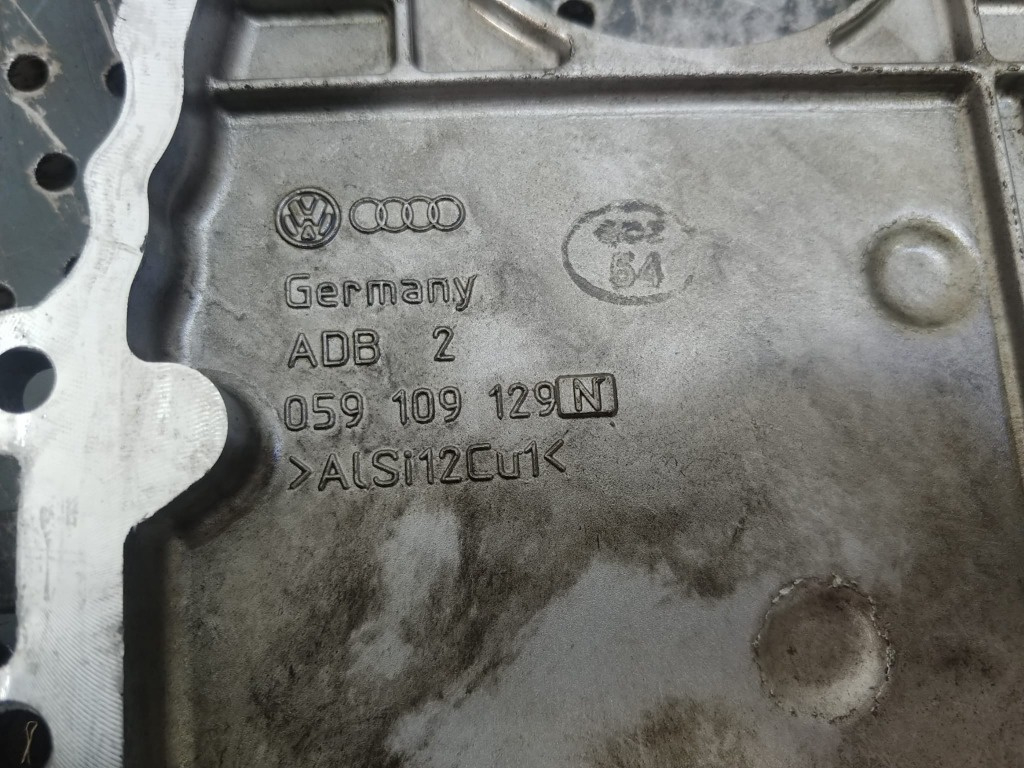 Germany
64
ADB 2
059 109 129 N
>AlSi12Cu1<